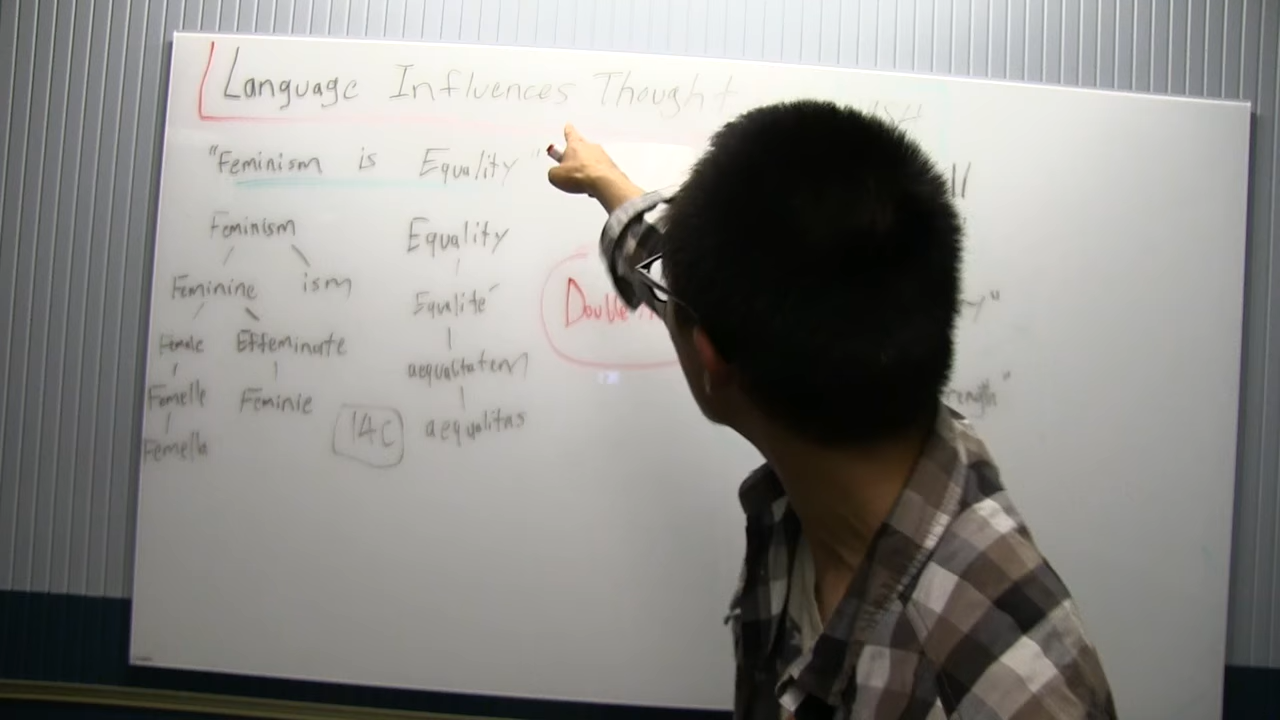 Language Influences Thought
"Feminism is Equality"
Feminism
Feminine ism
Female Effeminate
Femelle Feminie
Femella
Equality
Equalité
aequalitatem
aequalitas
14c
Double